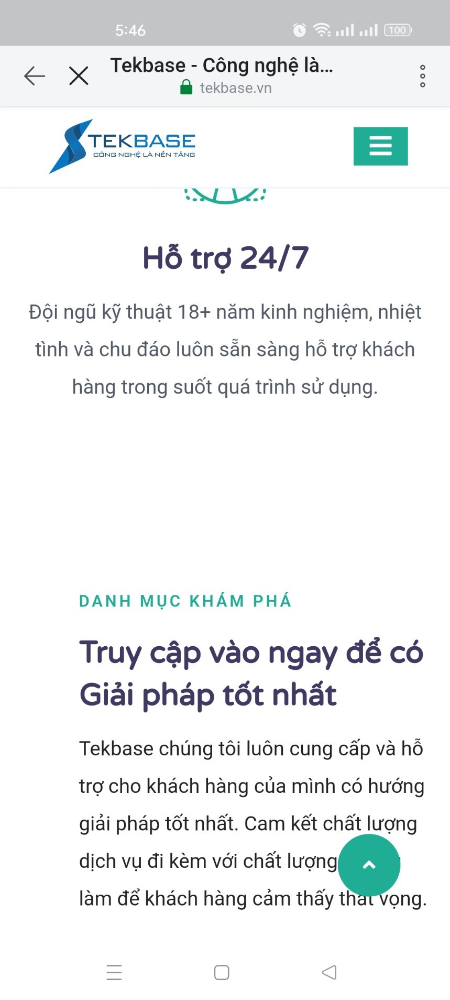 5:46
100
Tekbase - Công nghệ là...
tekbase.vn
TEKBASE
CÔNG NGHỆ LÀ NỀN TẢNG
Hỗ trợ 24/7
Đội ngũ kỹ thuật 18+ năm kinh nghiệm, nhiệt
tình và chu đáo luôn sẵn sàng hỗ trợ khách
hàng trong suốt quá trình sử dụng.
DANH MỤC KHÁM PHÁ
Truy cập vào ngay để có
Giải pháp tốt nhất
Tekbase chúng tôi luôn cung cấp và hỗ
trợ cho khách hàng của mình có hướng
giải pháp tốt nhất. Cam kết chất lượng
dịch vụ đi kèm với chất lượng
làm để khách hàng cảm thấy thất vọng.